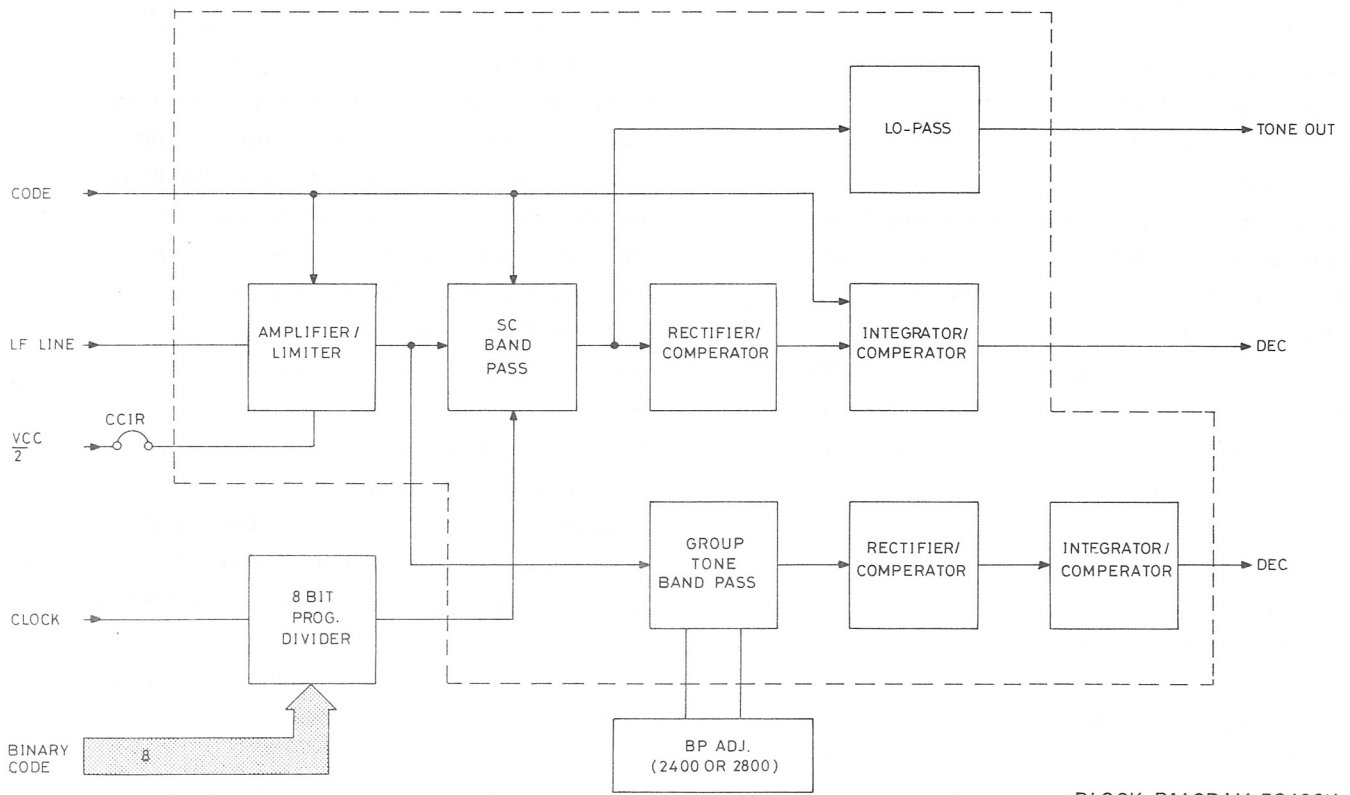 LO-PASS
TONE OUT
CODE
LF LINE
AMPLIFIER/
LIMITER
SC
BAND
PASS
RECTIFIER/
COMPERATOR
INTEGRATOR/
COMPERATOR
DEC
VCC
2
CCIR
GROUP
TONE
BAND PASS
RECTIFIER/
COMPERATOR
INTEGRATOR/
COMPERATOR
DEC
CLOCK
8 BIT
PROG.
DIVIDER
BINARY
CODE
8
BP ADJ.
(2400 OR 2800)